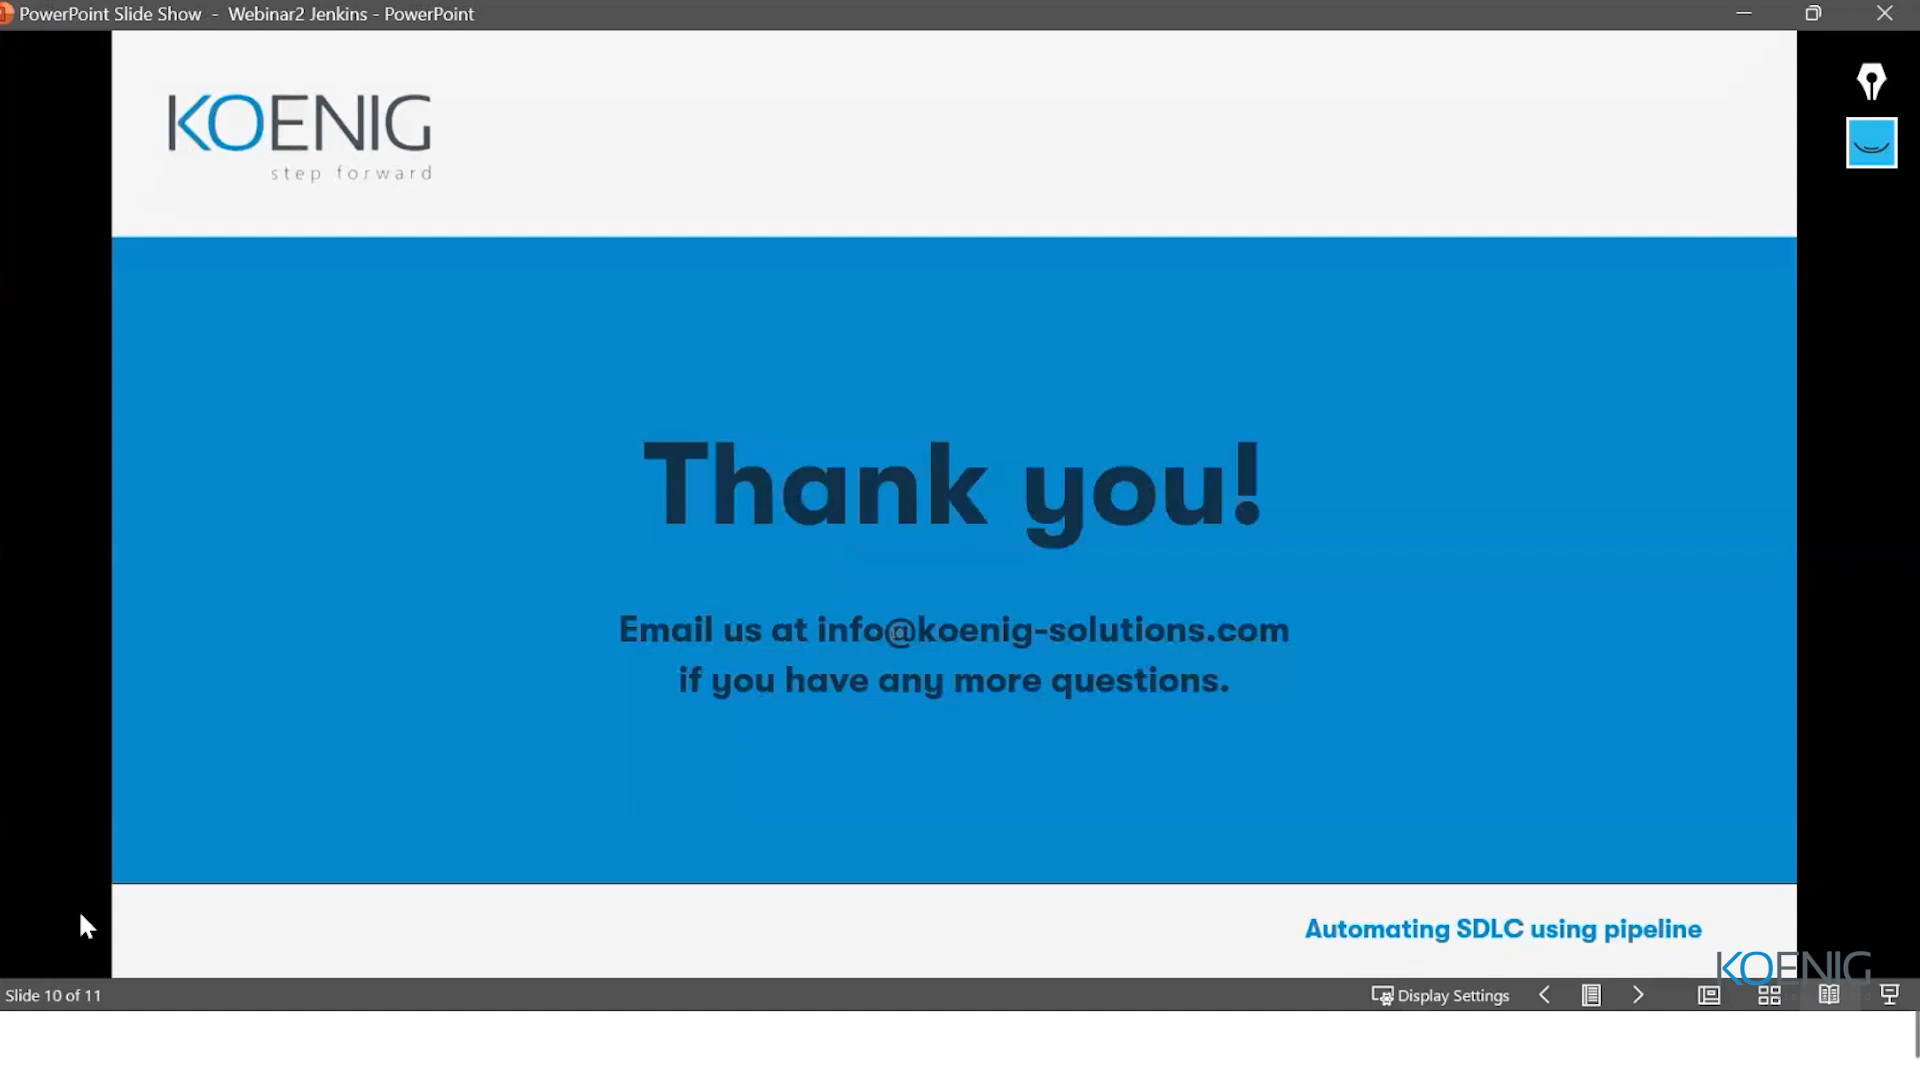 PowerPoint Slide Show - Webinar2 Jenkins - PowerPoint
KOENIG
step forward
Thank you!
Email us at info@koenig-solutions.com
if you have any more questions.
Automating SDLC using pipeline
KOENIG
Slide 10 of 11
Display Settings